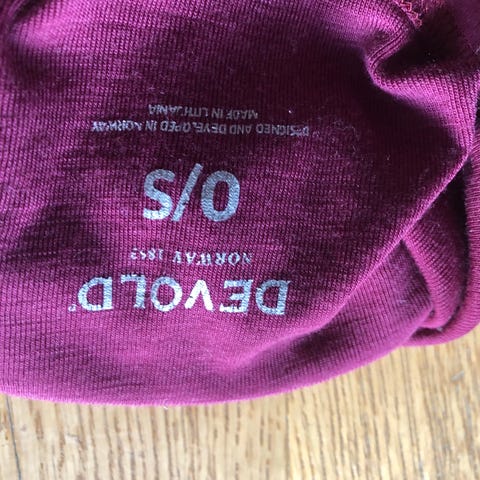 DEVOLD®
NORWAY 1853
O/S
DESIGNED AND DEVELOPED IN NORWAY
MADE IN LITHUANIA